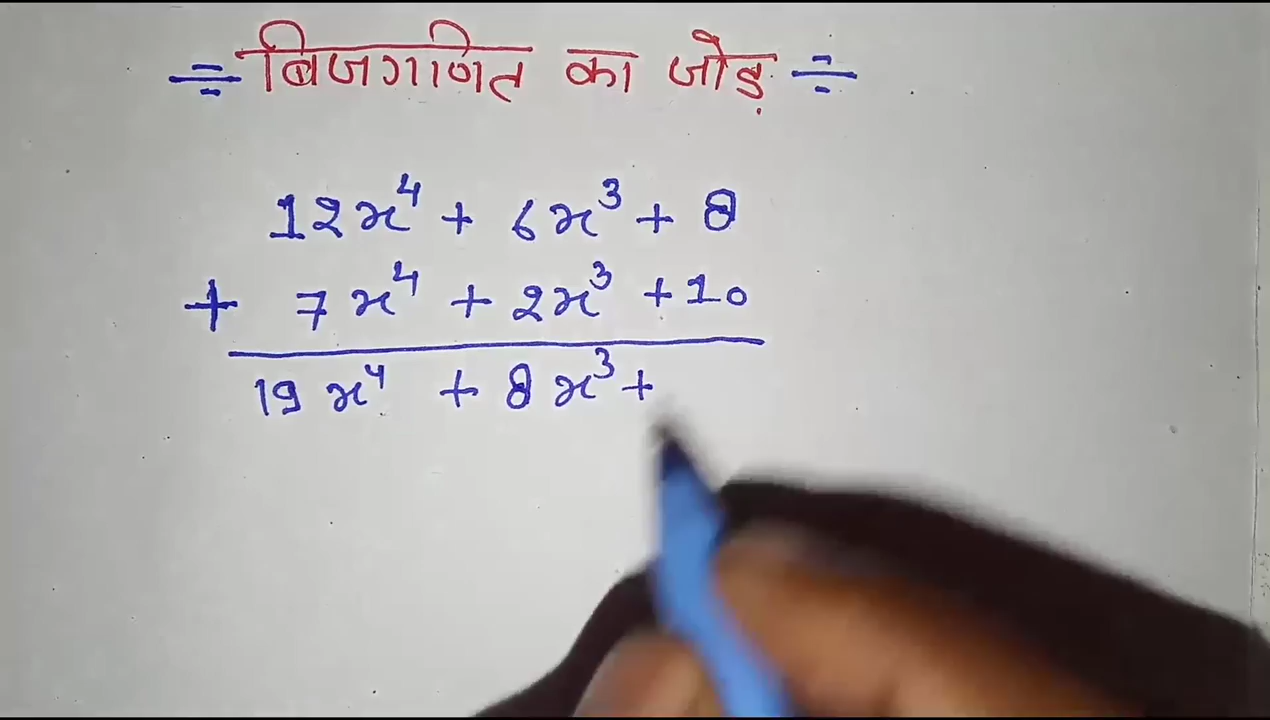 ÷ बिजगणित का जोड़ ÷
12x⁴ + 6x³ + 8
+ 7x⁴ + 2x³ + 10
19x⁴ + 8x³ +